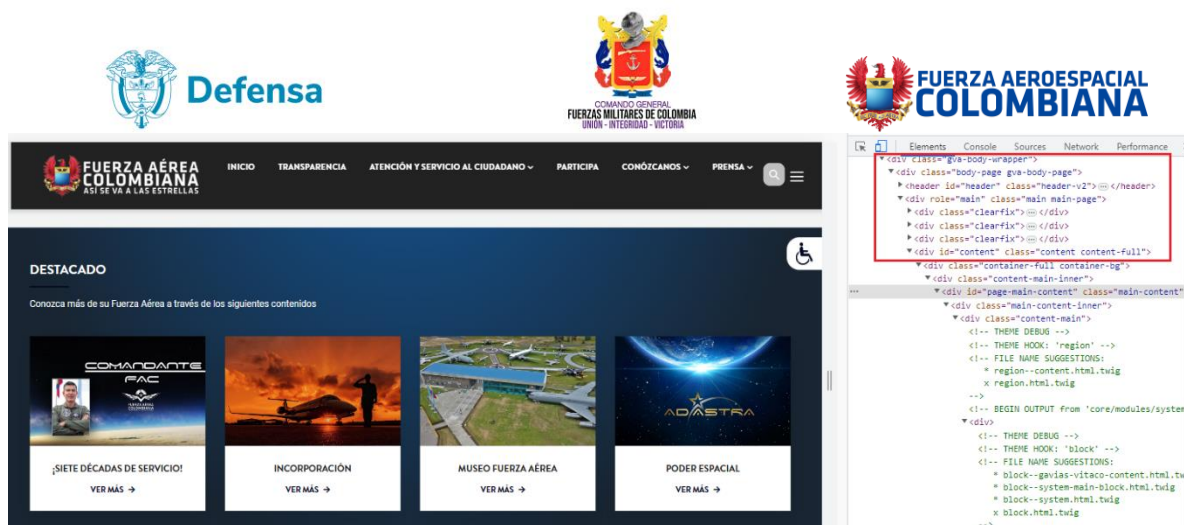 Defensa
COMANDO GENERAL
FUERZAS MILITARES DE COLOMBIA
UNIÓN - INTEGRIDAD - VICTORIA
FUERZA AEROESPACIAL
COLOMBIANA
FUERZA AÉREA
COLOMBIANA
ASÍ SE VA A LAS ESTRELLAS
INICIO TRANSPARENCIA ATENCIÓN Y SERVICIO AL CIUDADANO PARTICIPA CONÓZCANOS PRENSA
DESTACADO
Conozca más de su Fuerza Aérea a través de los siguientes contenidos
COMANDANTE
FAC
AD ASTRA
¡SIETE DÉCADAS DE SERVICIO!
VER MÁS →
INCORPORACIÓN
VER MÁS →
MUSEO FUERZA AÉREA
VER MÁS →
PODER ESPACIAL
VER MÁS →
Elements Console Sources Network Performance
▼<div class="gva-body-wrapper">
▼<div class="body-page gva-body-page">
▶<header id="header" class="header-v2">…</header>
▼<div role="main" class="main main-page">
▶<div class="clearfix">…</div>
▶<div class="clearfix">…</div>
▶<div class="clearfix">…</div>
▼<div id="content" class="content content-full">
▼<div class="container-full container-bg">
▼<div class="content-main-inner">
… ▼<div id="page-main-content" class="main-content"
▼<div class="main-content-inner">
▼<div class="content-main">
<!-- THEME DEBUG -->
<!-- THEME HOOK: 'region' -->
<!-- FILE NAME SUGGESTIONS:
* region--content.html.twig
x region.html.twig
-->
<!-- BEGIN OUTPUT from 'core/modules/system
▼<div>
<!-- THEME DEBUG -->
<!-- THEME HOOK: 'block' -->
<!-- FILE NAME SUGGESTIONS:
* block--gavias-vitaco-content.html.tw
* block--system-main-block.html.twig
* block--system.html.twig
x block.html.twig
-->